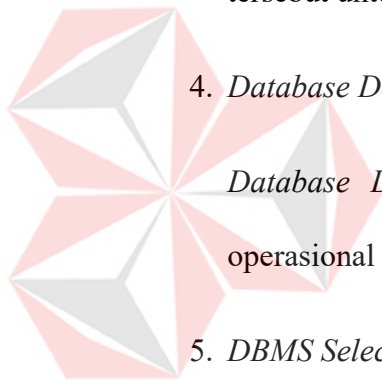 4. Database D
Database
operasional
5. DBMS Selec